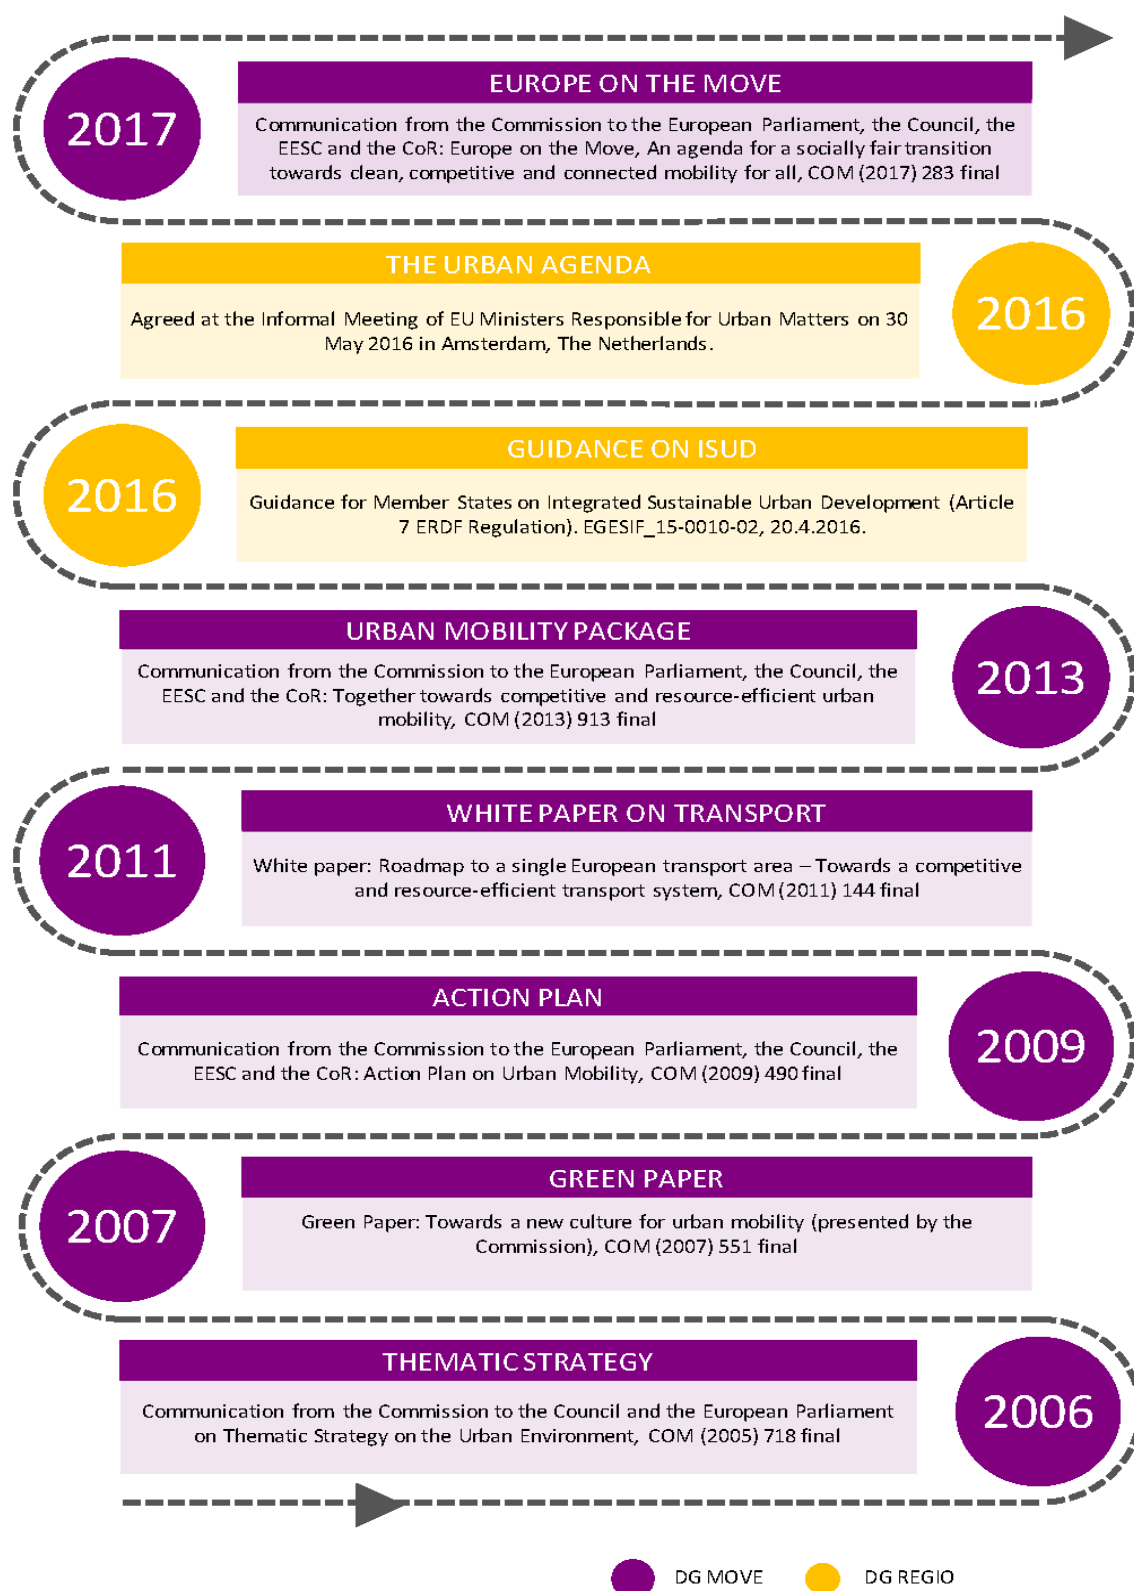 2017
EUROPE ON THE MOVE
Communication from the Commission to the European Parliament, the Council, the
EESC and the CoR: Europe on the Move, An agenda for a socially fair transition
towards clean, competitive and connected mobility for all, COM (2017) 283 final
THE URBAN AGENDA
Agreed at the Informal Meeting of EU Ministers Responsible for Urban Matters on 30
May 2016 in Amsterdam, The Netherlands.
2016
2016
GUIDANCE ON ISUD
Guidance for Member States on Integrated Sustainable Urban Development (Article
7 ERDF Regulation). EGESIF_15-0010-02, 20.4.2016.
URBAN MOBILITY PACKAGE
Communication from the Commission to the European Parliament, the Council, the
EESC and the CoR: Together towards competitive and resource-efficient urban
mobility, COM (2013) 913 final
2013
2011
WHITE PAPER ON TRANSPORT
White paper: Roadmap to a single European transport area – Towards a competitive
and resource-efficient transport system, COM (2011) 144 final
ACTION PLAN
Communication from the Commission to the European Parliament, the Council, the
EESC and the CoR: Action Plan on Urban Mobility, COM (2009) 490 final
2009
2007
GREEN PAPER
Green Paper: Towards a new culture for urban mobility (presented by the
Commission), COM (2007) 551 final
THEMATIC STRATEGY
Communication from the Commission to the Council and the European Parliament
on Thematic Strategy on the Urban Environment, COM (2005) 718 final
2006
DG MOVE
DG REGIO